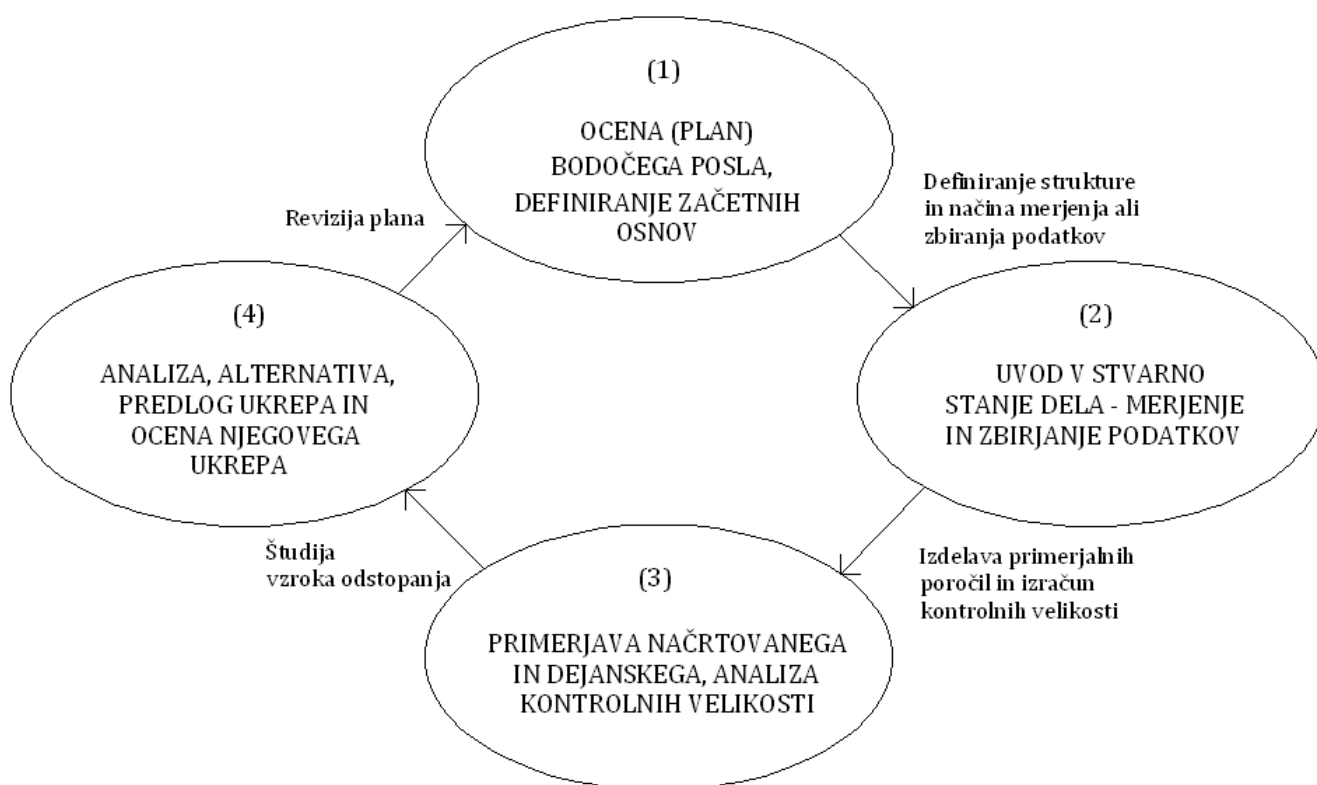 (1)
OCENA (PLAN)
BODOČEGA POSLA,
DEFINIRANJE ZAČETNIH
OSNOV
Definiranje strukture
in načina merjenja ali
zbiranja podatkov
(2)
UVOD V STVARNO
STANJE DELA - MERJENJE
IN ZBIRJANJE PODATKOV
Izdelava primerjalnih
poročil in izračun
kontrolnih velikosti
(3)
PRIMERJAVA NAČRTOVANEGA
IN DEJANSKEGA, ANALIZA
KONTROLNIH VELIKOSTI
Študija
vzroka odstopanja
(4)
ANALIZA, ALTERNATIVA,
PREDLOG UKREPA IN
OCENA NJEGOVEGA
UKREPA
Revizija plana